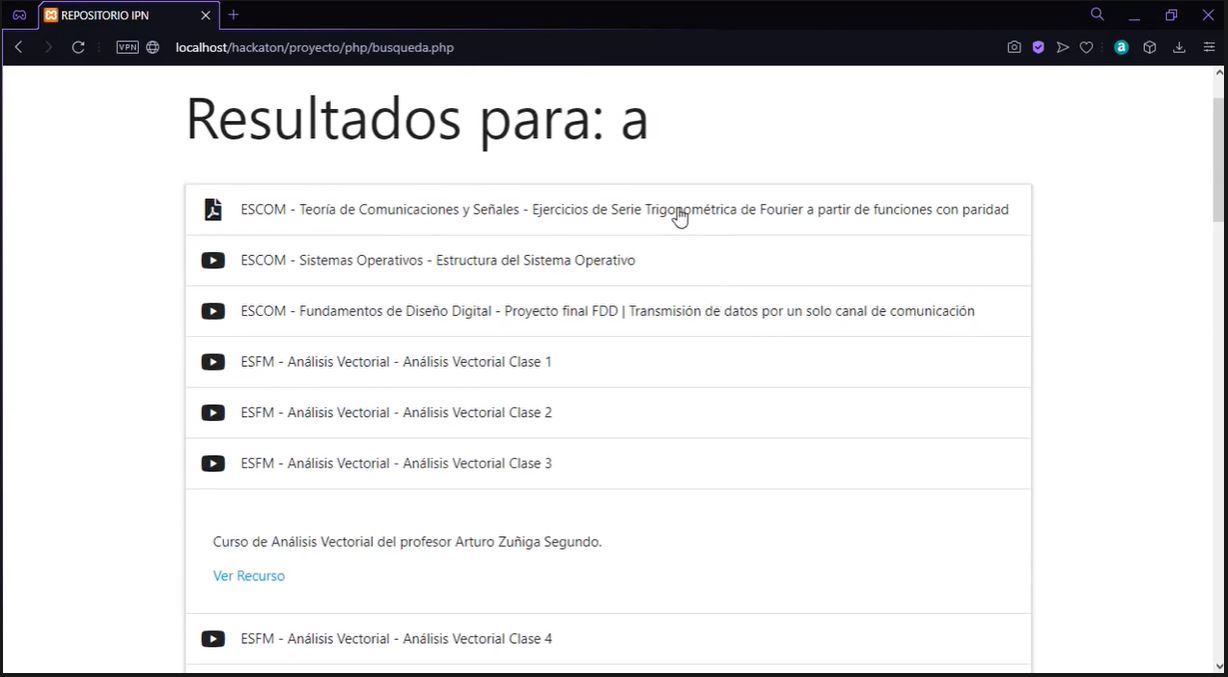 REPOSITORIO IPN
VPN
localhost/hackaton/proyecto/php/busqueda.php
a
Resultados para: a
ESCOM - Teoría de Comunicaciones y Señales - Ejercicios de Serie Trigonométrica de Fourier a partir de funciones con paridad
ESCOM - Sistemas Operativos - Estructura del Sistema Operativo
ESCOM - Fundamentos de Diseño Digital - Proyecto final FDD | Transmisión de datos por un solo canal de comunicación
ESFM - Análisis Vectorial - Análisis Vectorial Clase 1
ESFM - Análisis Vectorial - Análisis Vectorial Clase 2
ESFM - Análisis Vectorial - Análisis Vectorial Clase 3
Curso de Análisis Vectorial del profesor Arturo Zuñiga Segundo.
Ver Recurso
ESFM - Análisis Vectorial - Análisis Vectorial Clase 4